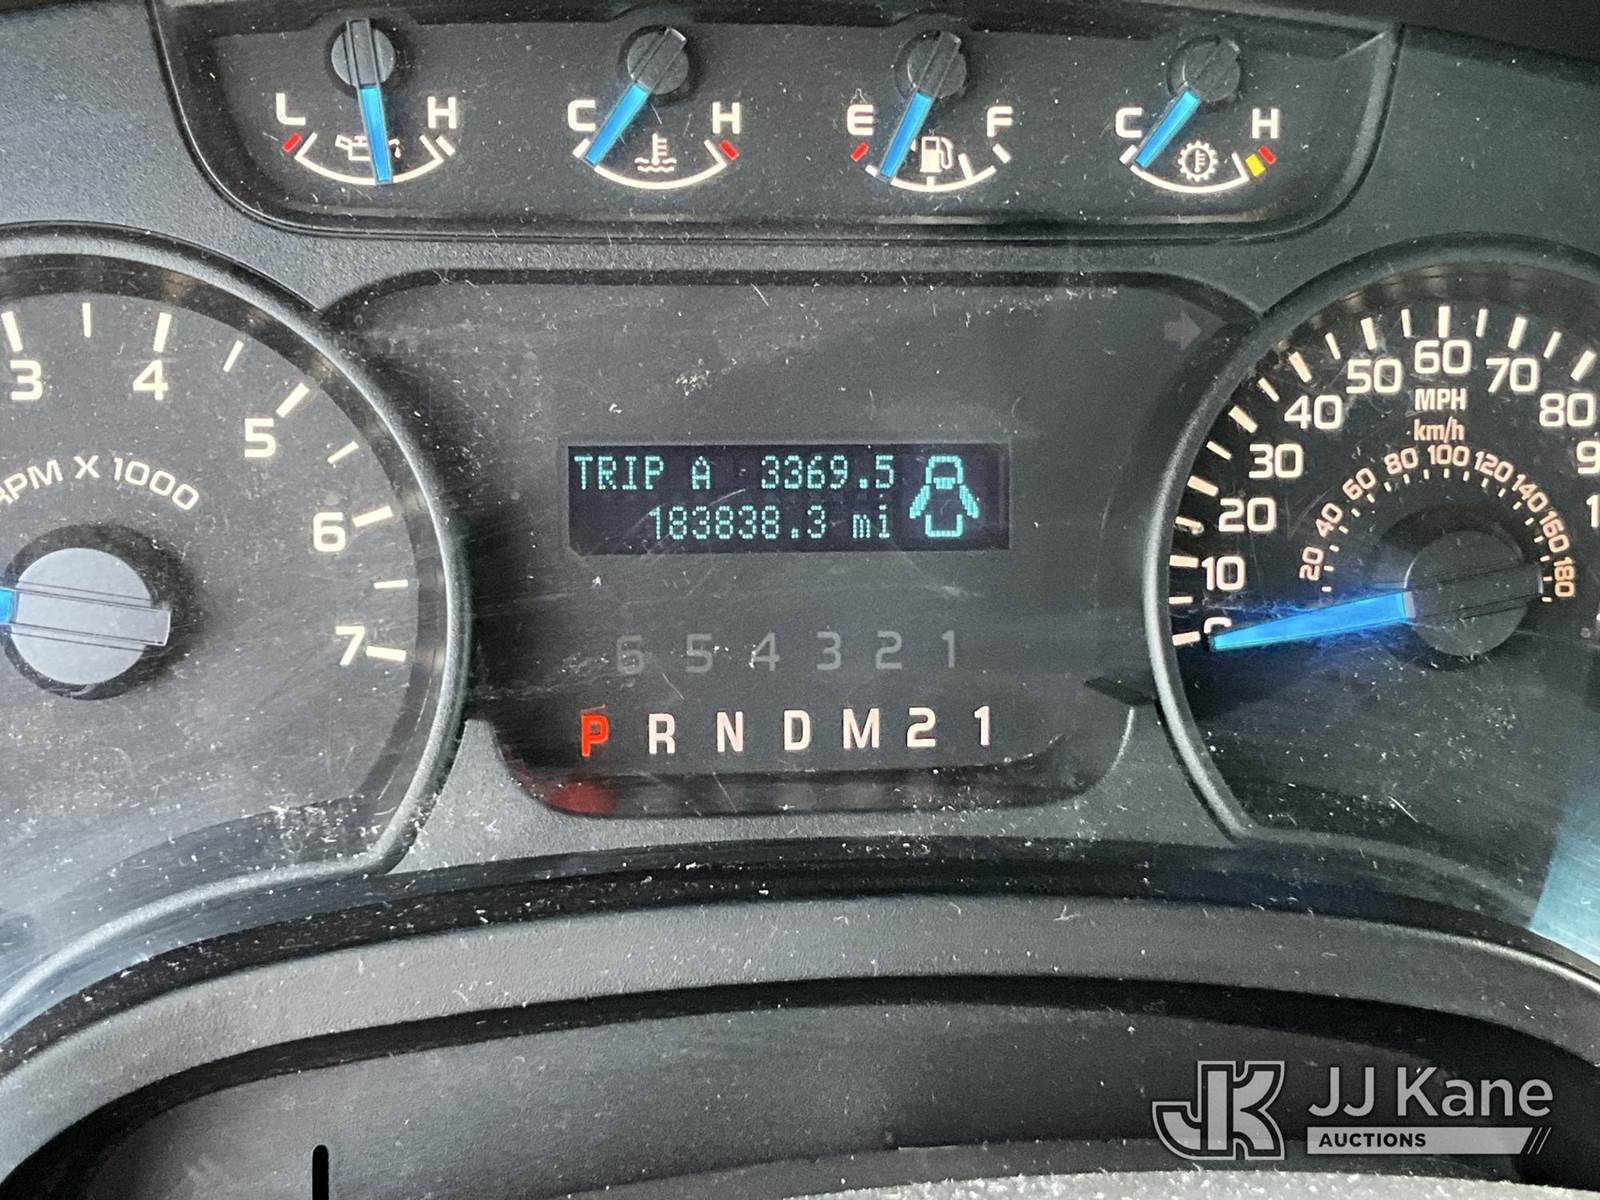 L H C H E F C H
3 4 5 6 7
RPM X 1000
TRIP A 3369.5
183838.3 mi
6 5 4 3 2 1
P R N D M 2 1
0 10 20 30 40 50 60 70 80
MPH
km/h
20 40 60 80 100 120 140 160 180
JK JJ Kane
AUCTIONS